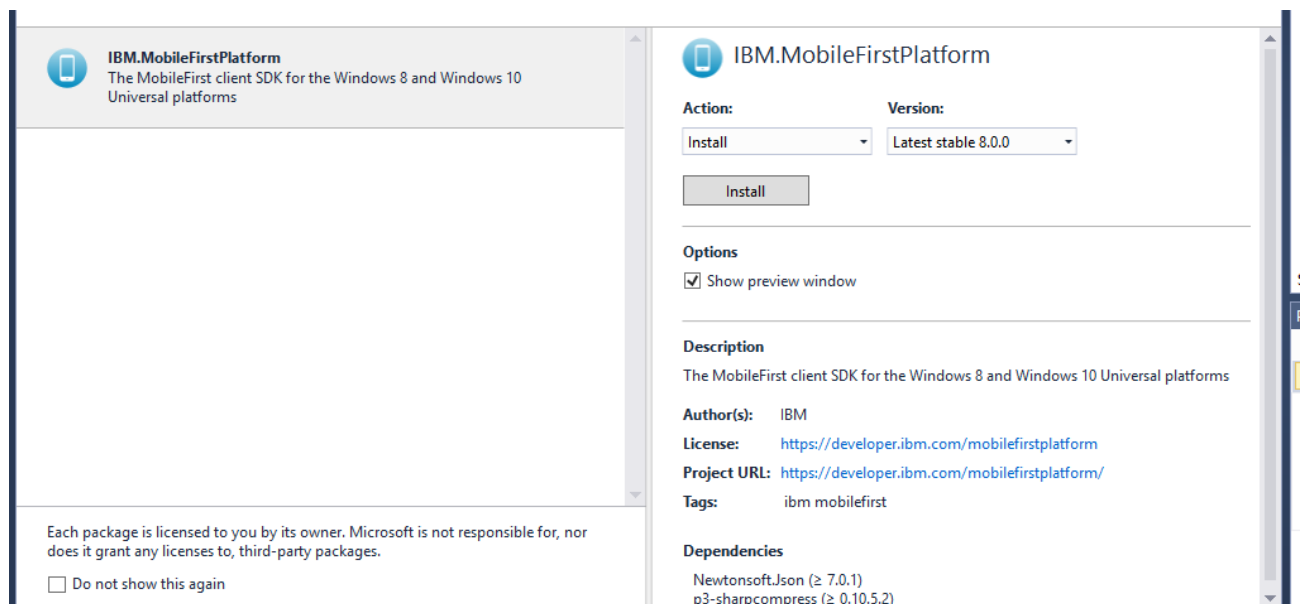 IBM.MobileFirstPlatform
The MobileFirst client SDK for the Windows 8 and Windows 10
Universal platforms
Each package is licensed to you by its owner. Microsoft is not responsible for, nor
does it grant any licenses to, third-party packages.
Do not show this again
IBM.MobileFirstPlatform
Action: Version:
Install Latest stable 8.0.0
Install
Options
Show preview window
Description
The MobileFirst client SDK for the Windows 8 and Windows 10 Universal platforms
Author(s): IBM
License: https://developer.ibm.com/mobilefirstplatform
Project URL: https://developer.ibm.com/mobilefirstplatform/
Tags: ibm mobilefirst
Dependencies
Newtonsoft.Json (≥ 7.0.1)
p3-sharpcompress (≥ 0.10.5.2)